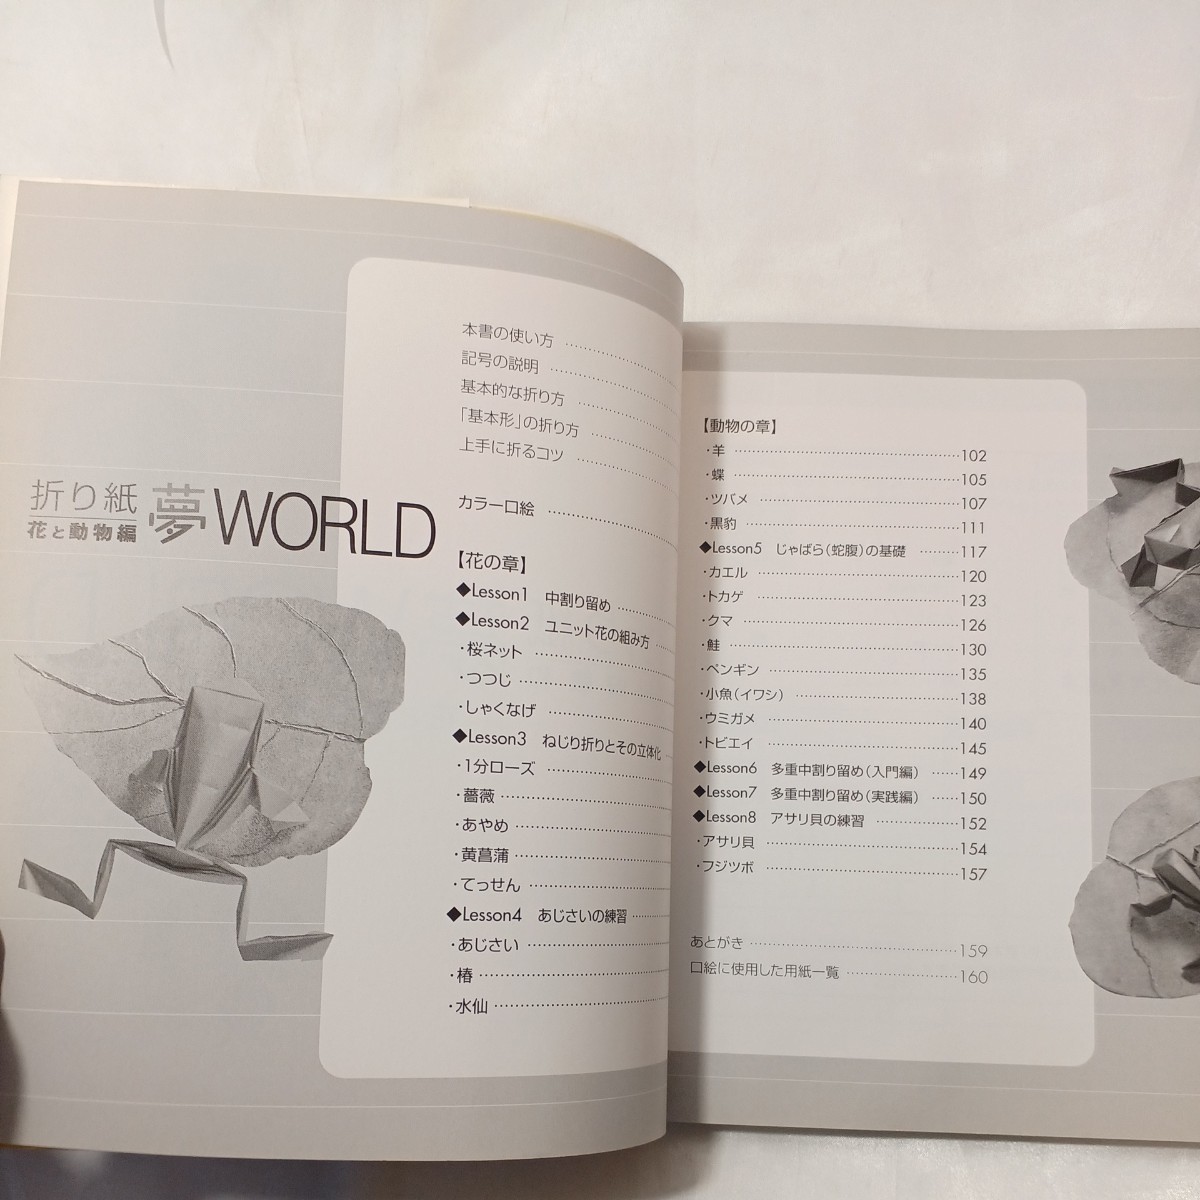 折り紙
花と動物編
夢WORLD
本書の使い方
記号の説明
基本的な折り方
「基本形」の折り方
上手に折るコツ
カラー口絵
【花の章】
◆Lesson1 中割り留め
◆Lesson2 ユニット花の組み方
・桜ネット
・つつじ
・しゃくなげ
◆Lesson3 ねじり折りとその立体化
・1分ローズ
・薔薇
・あやめ
・黄菖蒲
・てっせん
◆Lesson4 あじさいの練習
・あじさい
・椿
・水仙
【動物の章】
・羊 102
・蝶 105
・ツバメ 107
・黒豹 111
◆Lesson5 じゃばら(蛇腹)の基礎 117
・カエル 120
・トカゲ 123
・クマ 126
・鮭 130
・ペンギン 135
・小魚(イワシ) 138
・ウミガメ 140
・トビエイ 145
◆Lesson6 多重中割り留め(入門編) 149
◆Lesson7 多重中割り留め(実践編) 150
◆Lesson8 アサリ貝の練習 152
・アサリ貝 154
・フジツボ 157
あとがき 159
口絵に使用した用紙一覧 160